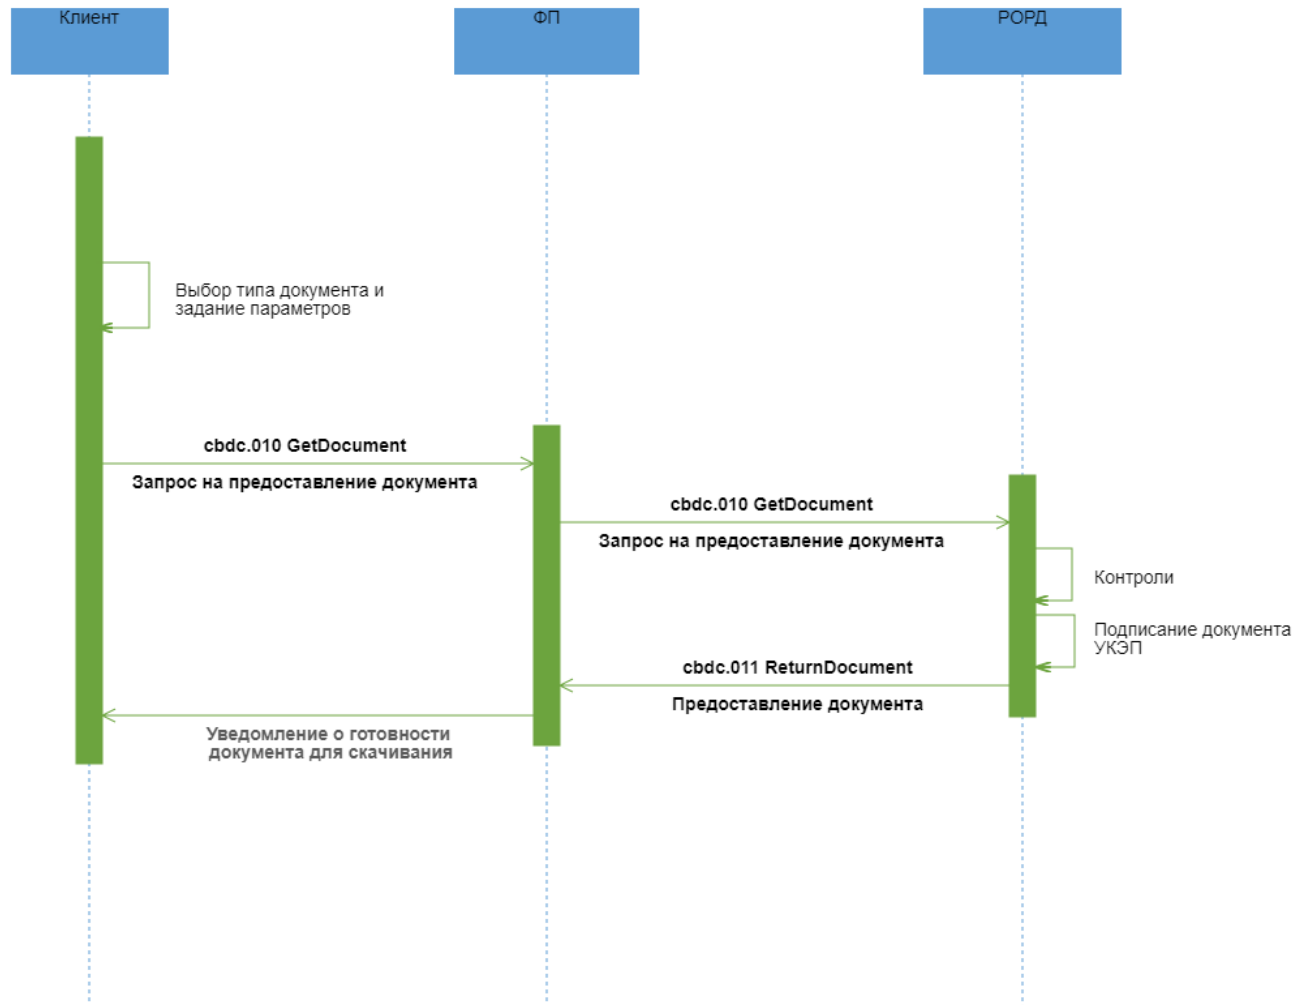 Клиент
ФП
РОРД
Выбор типа документа и
задание параметров
cbdc.010 GetDocument
Запрос на предоставление документа
cbdc.010 GetDocument
Запрос на предоставление документа
Контроли
Подписание документа
УКЭП
cbdc.011 ReturnDocument
Предоставление документа
Уведомление о готовности
документа для скачивания